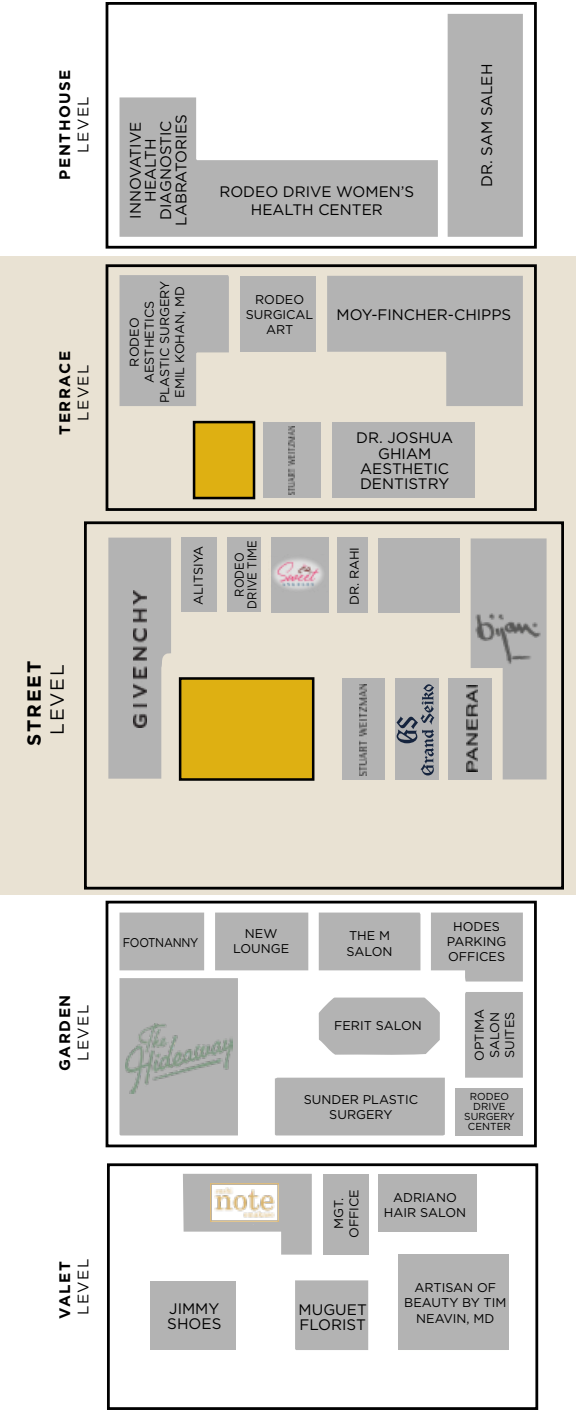 PENTHOUSE
LEVEL
INNOVATIVE
HEALTH
DIAGNOSTIC
LABRATORIES
RODEO DRIVE WOMEN'S
HEALTH CENTER
DR. SAM SALEH
TERRACE
LEVEL
RODEO
AESTHETICS
PLASTIC SURGERY
EMIL KOHAN, MD
RODEO
SURGICAL
ART
MOY-FINCHER-CHIPPS
STUART WEITZMAN
DR. JOSHUA
GHIAM
AESTHETIC
DENTISTRY
STREET
LEVEL
GIVENCHY
ALITSIYA
RODEO
DRIVE TIME
Sweet
DR. RAHI
bijan
STUART WEITZMAN
GS
Grand Seiko
PANERAI
GARDEN
LEVEL
FOOTNANNY
NEW
LOUNGE
THE M
SALON
HODES
PARKING
OFFICES
The
Hideaway
FERIT SALON
OPTIMA
SALON
SUITES
SUNDER PLASTIC
SURGERY
RODEO
DRIVE
SURGERY
CENTER
VALET
LEVEL
note
MGT.
OFFICE
ADRIANO
HAIR SALON
JIMMY
SHOES
MUGUET
FLORIST
ARTISAN OF
BEAUTY BY TIM
NEAVIN, MD